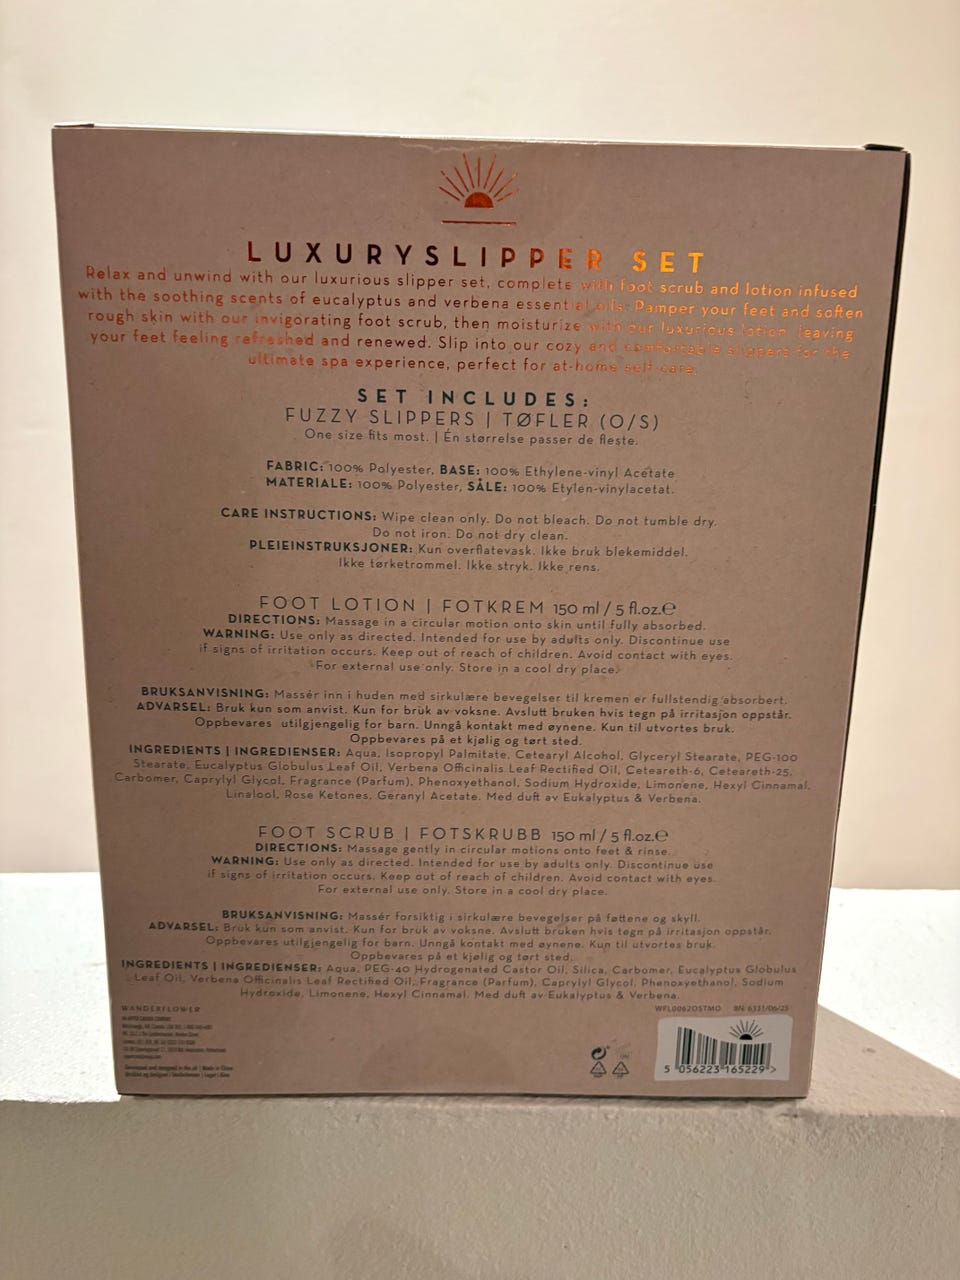 LUXURYSLIPPER SET
Relax and unwind with our luxurious slipper set, complete with foot scrub and lotion infused
with the soothing scents of eucalyptus and verbena essential oils. Pamper your feet and soften
rough skin with our invigorating foot scrub, then moisturize with our luxurious lotion, leaving
your feet feeling refreshed and renewed. Slip into our cozy and comfortable slippers for the
ultimate spa experience, perfect for at-home self-care.
SET INCLUDES:
FUZZY SLIPPERS | TØFLER (O/S)
One size fits most. | Én størrelse passer de fleste.
FABRIC: 100% Polyester, BASE: 100% Ethylene-vinyl Acetate
MATERIALE: 100% Polyester, SÅLE: 100% Etylen-vinylacetat.
CARE INSTRUCTIONS: Wipe clean only. Do not bleach. Do not tumble dry.
Do not iron. Do not dry clean.
PLEIEINSTRUKSJONER: Kun overflatevask. Ikke bruk blekemiddel.
Ikke tørketrommel. Ikke stryk. Ikke rens.
FOOT LOTION | FOTKREM 150 ml / 5 fl.oz.℮
DIRECTIONS: Massage in a circular motion onto skin until fully absorbed.
WARNING: Use only as directed. Intended for use by adults only. Discontinue use
if signs of irritation occurs. Keep out of reach of children. Avoid contact with eyes.
For external use only. Store in a cool dry place.
BRUKSANVISNING: Massér inn i huden med sirkulære bevegelser til kremen er fullstendig absorbert.
ADVARSEL: Bruk kun som anvist. Kun for bruk av voksne. Avslutt bruken hvis tegn på irritasjon oppstår.
Oppbevares utilgjengelig for barn. Unngå kontakt med øynene. Kun til utvortes bruk.
Oppbevares på et kjølig og tørt sted.
INGREDIENTS | INGREDIENSER: Aqua, Isopropyl Palmitate, Cetearyl Alcohol, Glyceryl Stearate, PEG-100
Stearate, Eucalyptus Globulus Leaf Oil, Verbena Officinalis Leaf Rectified Oil, Ceteareth-6, Ceteareth-25,
Carbomer, Caprylyl Glycol, Fragrance (Parfum), Phenoxyethanol, Sodium Hydroxide, Limonene, Hexyl Cinnamal,
Linalool, Rose Ketones, Geranyl Acetate. Med duft av Eukalyptus & Verbena.
FOOT SCRUB | FOTSKRUBB 150 ml / 5 fl.oz.℮
DIRECTIONS: Massage gently in circular motions onto feet & rinse.
WARNING: Use only as directed. Intended for use by adults only. Discontinue use
if signs of irritation occurs. Keep out of reach of children. Avoid contact with eyes.
For external use only. Store in a cool dry place.
BRUKSANVISNING: Massér forsiktig i sirkulære bevegelser på føttene og skyll.
ADVARSEL: Bruk kun som anvist. Kun for bruk av voksne. Avslutt bruken hvis tegn på irritasjon oppstår.
Oppbevares utilgjengelig for barn. Unngå kontakt med øynene. Kun til utvortes bruk.
Oppbevares på et kjølig og tørt sted.
INGREDIENTS | INGREDIENSER: Aqua, PEG-40 Hydrogenated Castor Oil, Silica, Carbomer, Eucalyptus Globulus
Leaf Oil, Verbena Officinalis Leaf Rectified Oil, Fragrance (Parfum), Caprylyl Glycol, Phenoxyethanol, Sodium
Hydroxide, Limonene, Hexyl Cinnamal. Med duft av Eukalyptus & Verbena.
WANDERFLOWER
WFL0062OSTMO BN: 6331/06/23
5 056223 165229 >